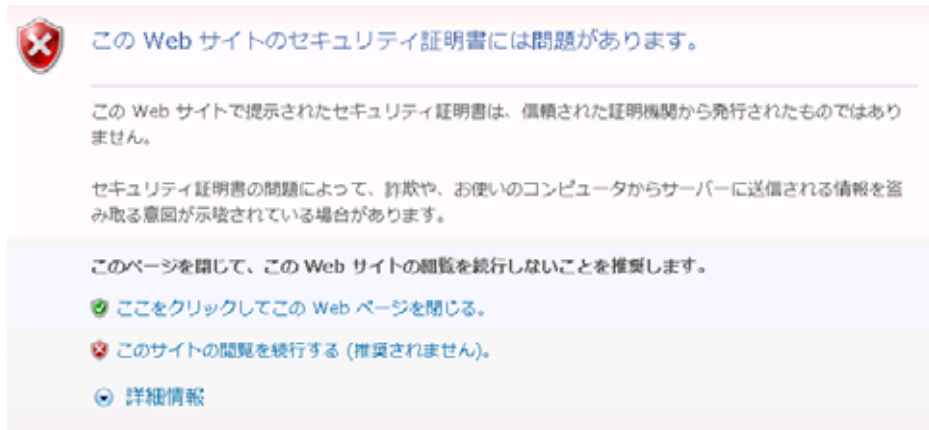 この Web サイトのセキュリティ証明書には問題があります。
この Web サイトで提示されたセキュリティ証明書は、信頼された証明機関から発行されたものではあり
ません。
セキュリティ証明書の問題によって、詐欺や、お使いのコンピュータからサーバーに送信される情報を盗
み取る意図が示唆されている場合があります。
このページを閉じて、この Web サイトの閲覧を続行しないことを推奨します。
ここをクリックしてこの Web ページを閉じる。
このサイトの閲覧を続行する (推奨されません)。
詳細情報